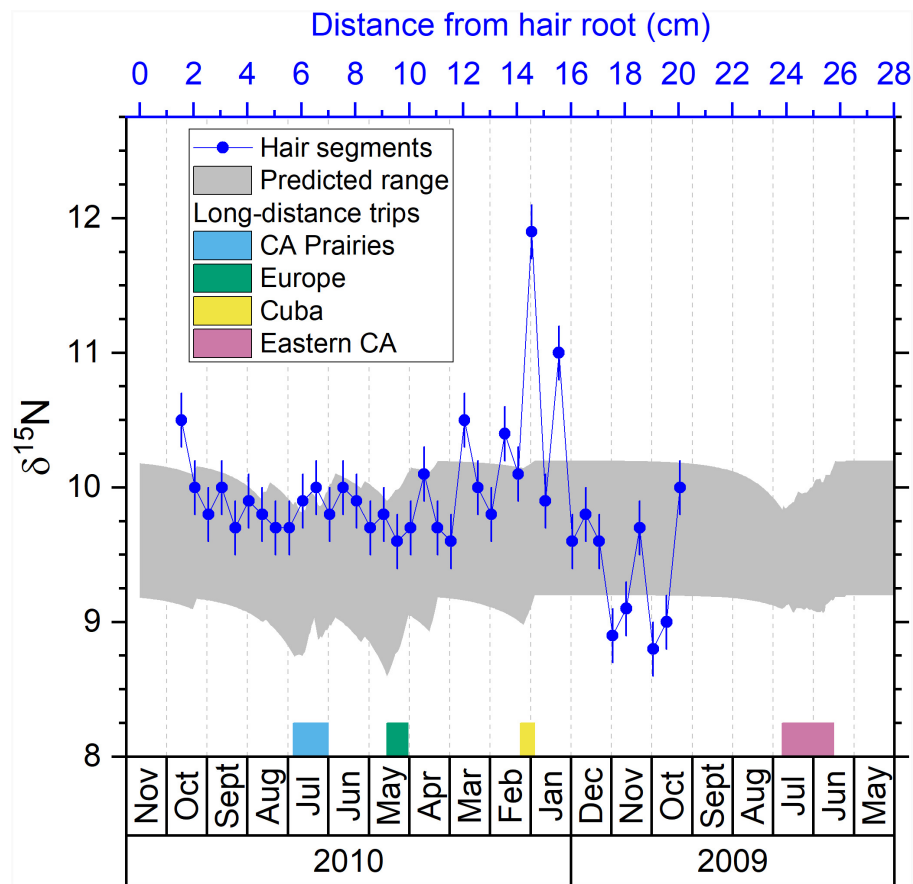 Distance from hair root (cm)
0 2 4 6 8 10 12 14 16 18 20 22 24 26 28
Hair segments
Predicted range
Long-distance trips
CA Prairies
Europe
Cuba
Eastern CA
δ¹⁵N
12
11
10
9
8
Nov Oct Sept Aug Jul Jun May Apr Mar Feb Jan Dec Nov Oct Sept Aug Jul Jun May
2010 2009